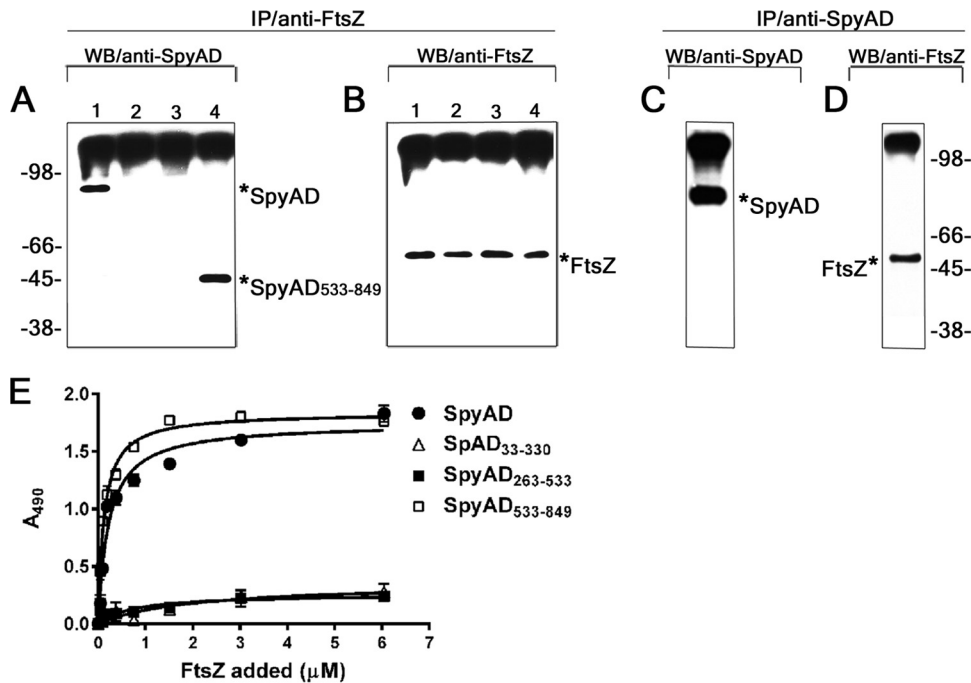 IP/anti-FtsZ
IP/anti-SpyAD
WB/anti-SpyAD
WB/anti-FtsZ
WB/anti-SpyAD
WB/anti-FtsZ
A
1 2 3 4
B
1 2 3 4
C
D
-98-
-66-
-45-
-38-
*SpyAD
*SpyAD533-849
*FtsZ
*SpyAD
FtsZ*
-98-
-66-
-45-
-38-
E
2.0
1.5
1.0
0.5
0.0
A490
0 1 2 3 4 5 6 7
FtsZ added (μM)
SpyAD
SpAD33-330
SpyAD263-533
SpyAD533-849